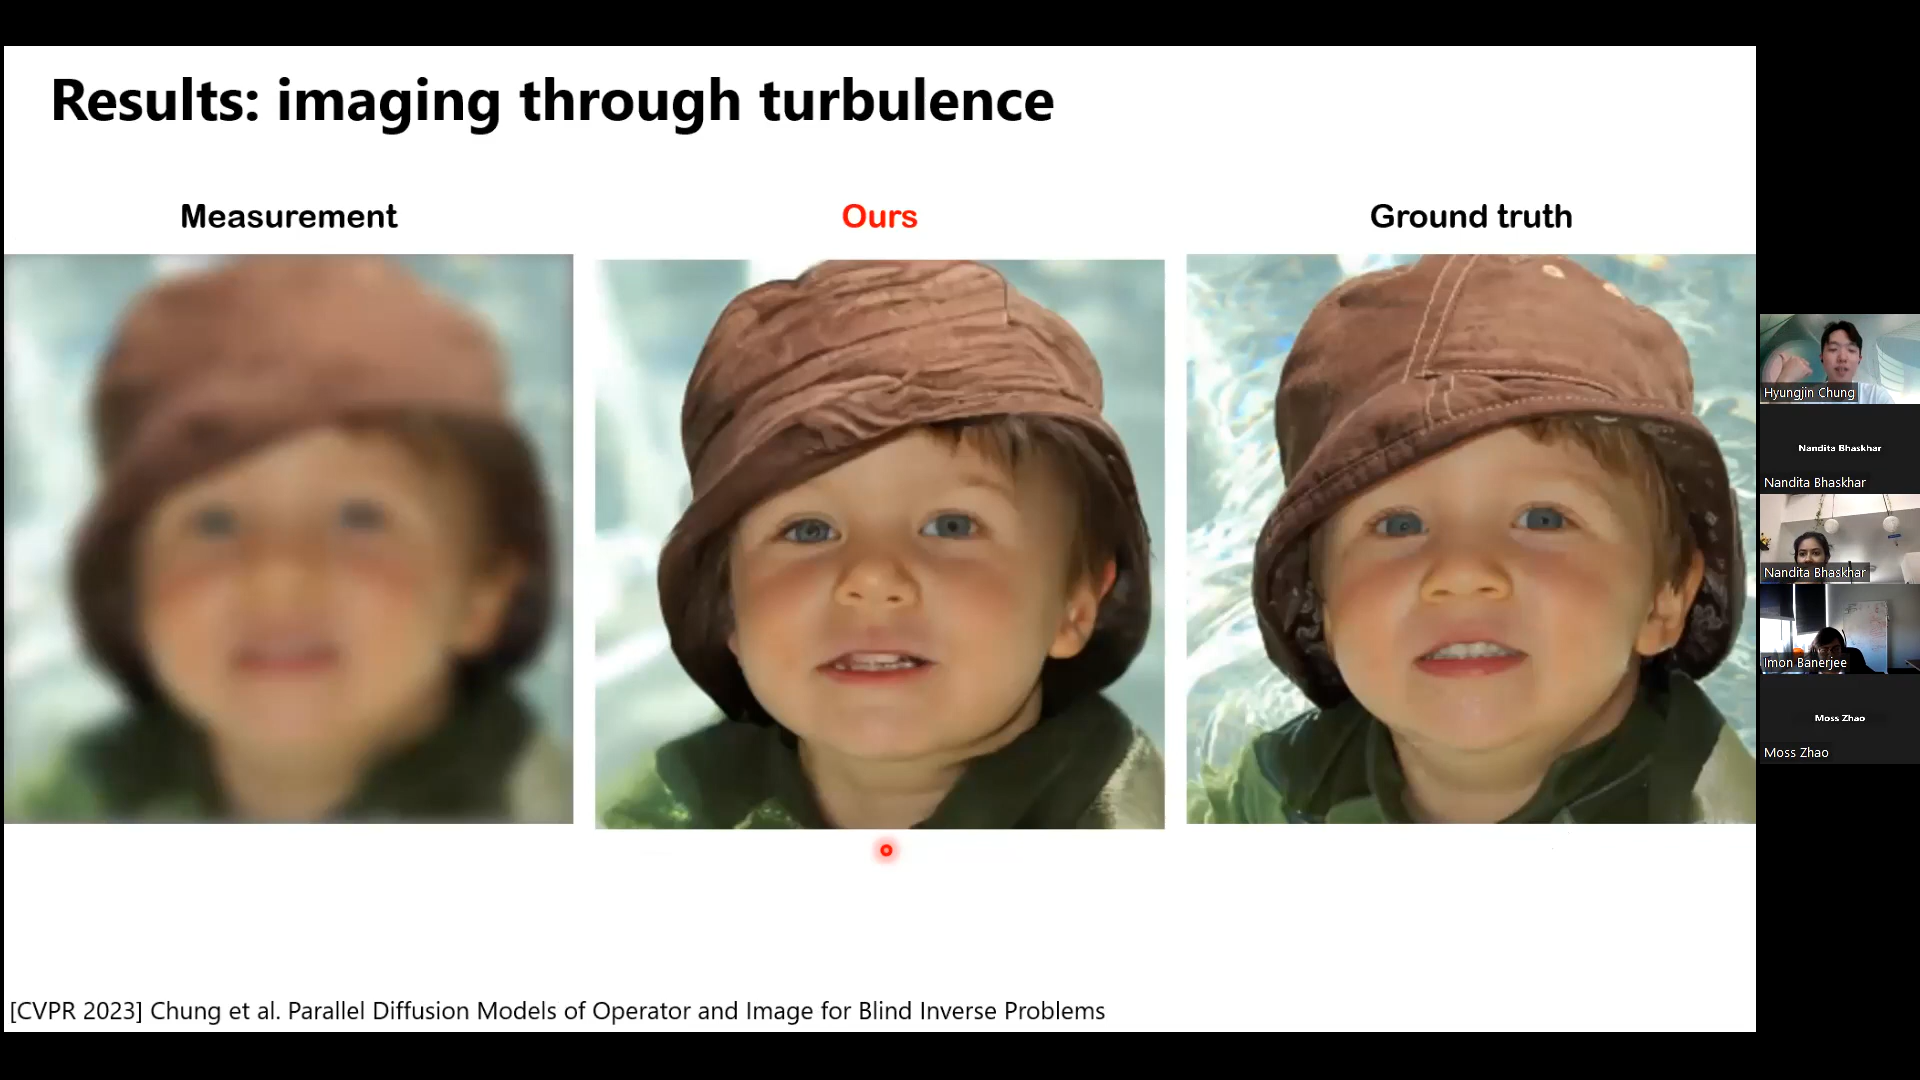 Results: imaging through turbulence
Measurement
Ours
Ground truth
[CVPR 2023] Chung et al. Parallel Diffusion Models of Operator and Image for Blind Inverse Problems
Hyungjin Chung
Nandita Bhaskhar
Nandita Bhaskhar
Nandita Bhaskhar
Imon Banerjee
Moss Zhao
Moss Zhao